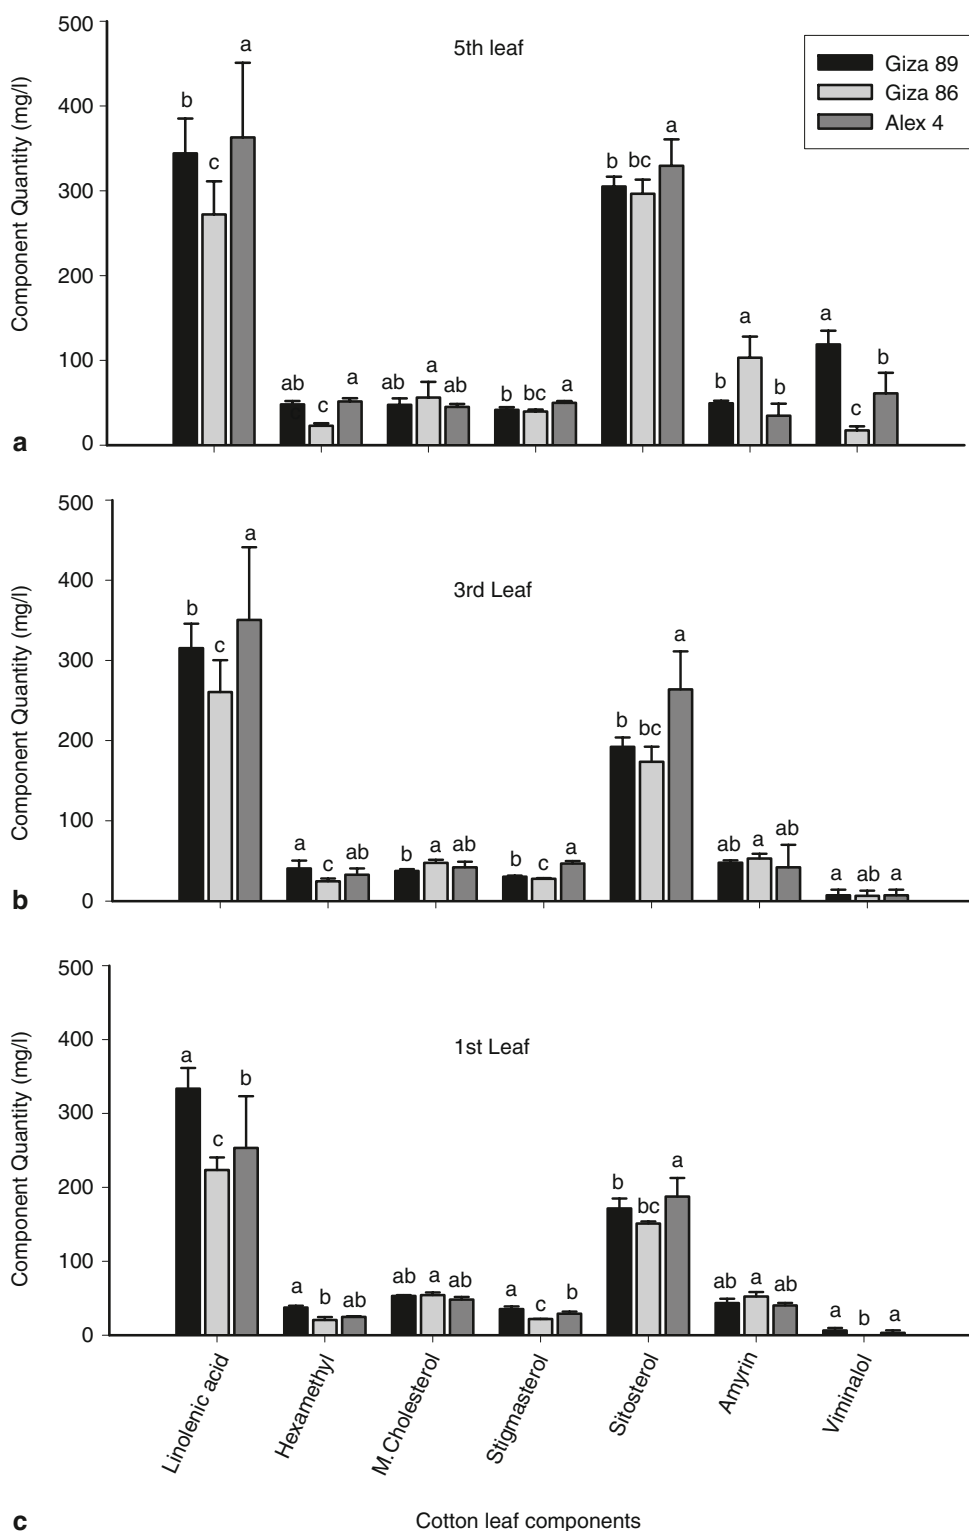 500
5th leaf
Giza 89
Giza 86
Alex 4
400
300
200
100
0
Component Quantity (mg/l)
b c a
ab c a
ab a ab
b bc a
b bc a
b a b
a c b
a
500
3rd Leaf
400
300
200
100
0
Component Quantity (mg/l)
b c a
a c ab
b a ab
b c a
b bc a
ab a ab
a ab a
b
500
1st Leaf
400
300
200
100
0
Component Quantity (mg/l)
a c b
a b ab
ab a ab
a c b
b bc a
ab a ab
a b a
Linolenic acid
Hexamethyl
M.Cholesterol
Stigmasterol
Sitosterol
Amyrin
Viminalol
c
Cotton leaf components